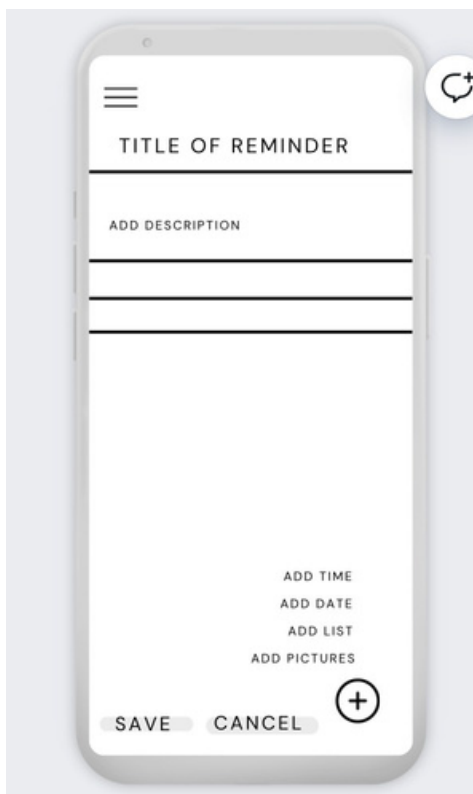 TITLE OF REMINDER
ADD DESCRIPTION
ADD TIME
ADD DATE
ADD LIST
ADD PICTURES
SAVE CANCEL